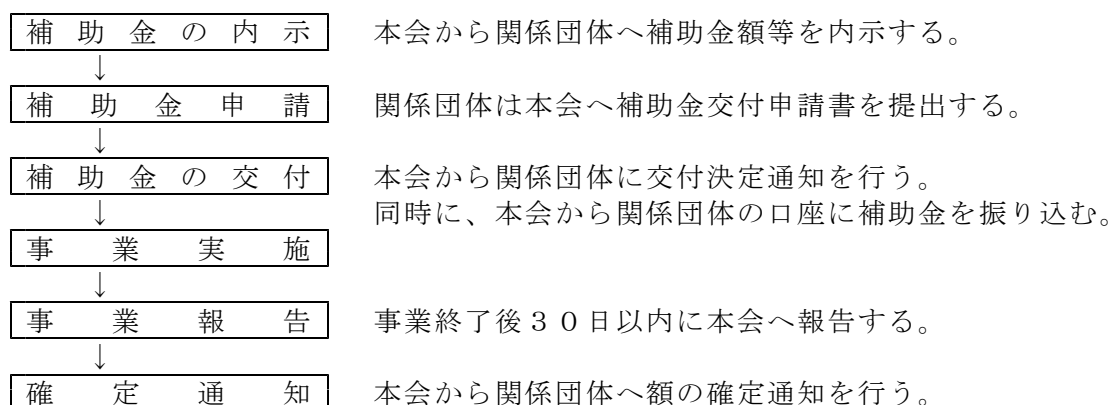 補助金の内示 本会から関係団体へ補助金額等を内示する。
↓
補助金申請 関係団体は本会へ補助金交付申請書を提出する。
↓
補助金の交付 本会から関係団体に交付決定通知を行う。
↓ 同時に、本会から関係団体の口座に補助金を振り込む。
事業実施
↓
事業報告 事業終了後３０日以内に本会へ報告する。
↓
確定通知 本会から関係団体へ額の確定通知を行う。